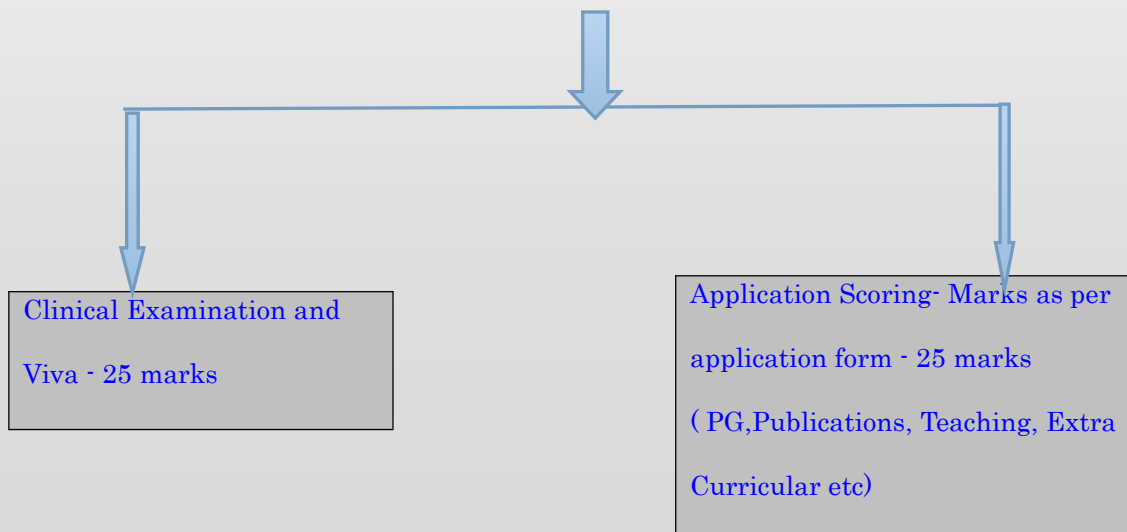 Clinical Examination and
Viva - 25 marks
Application Scoring- Marks as per
application form - 25 marks
( PG,Publications, Teaching, Extra
Curricular etc)